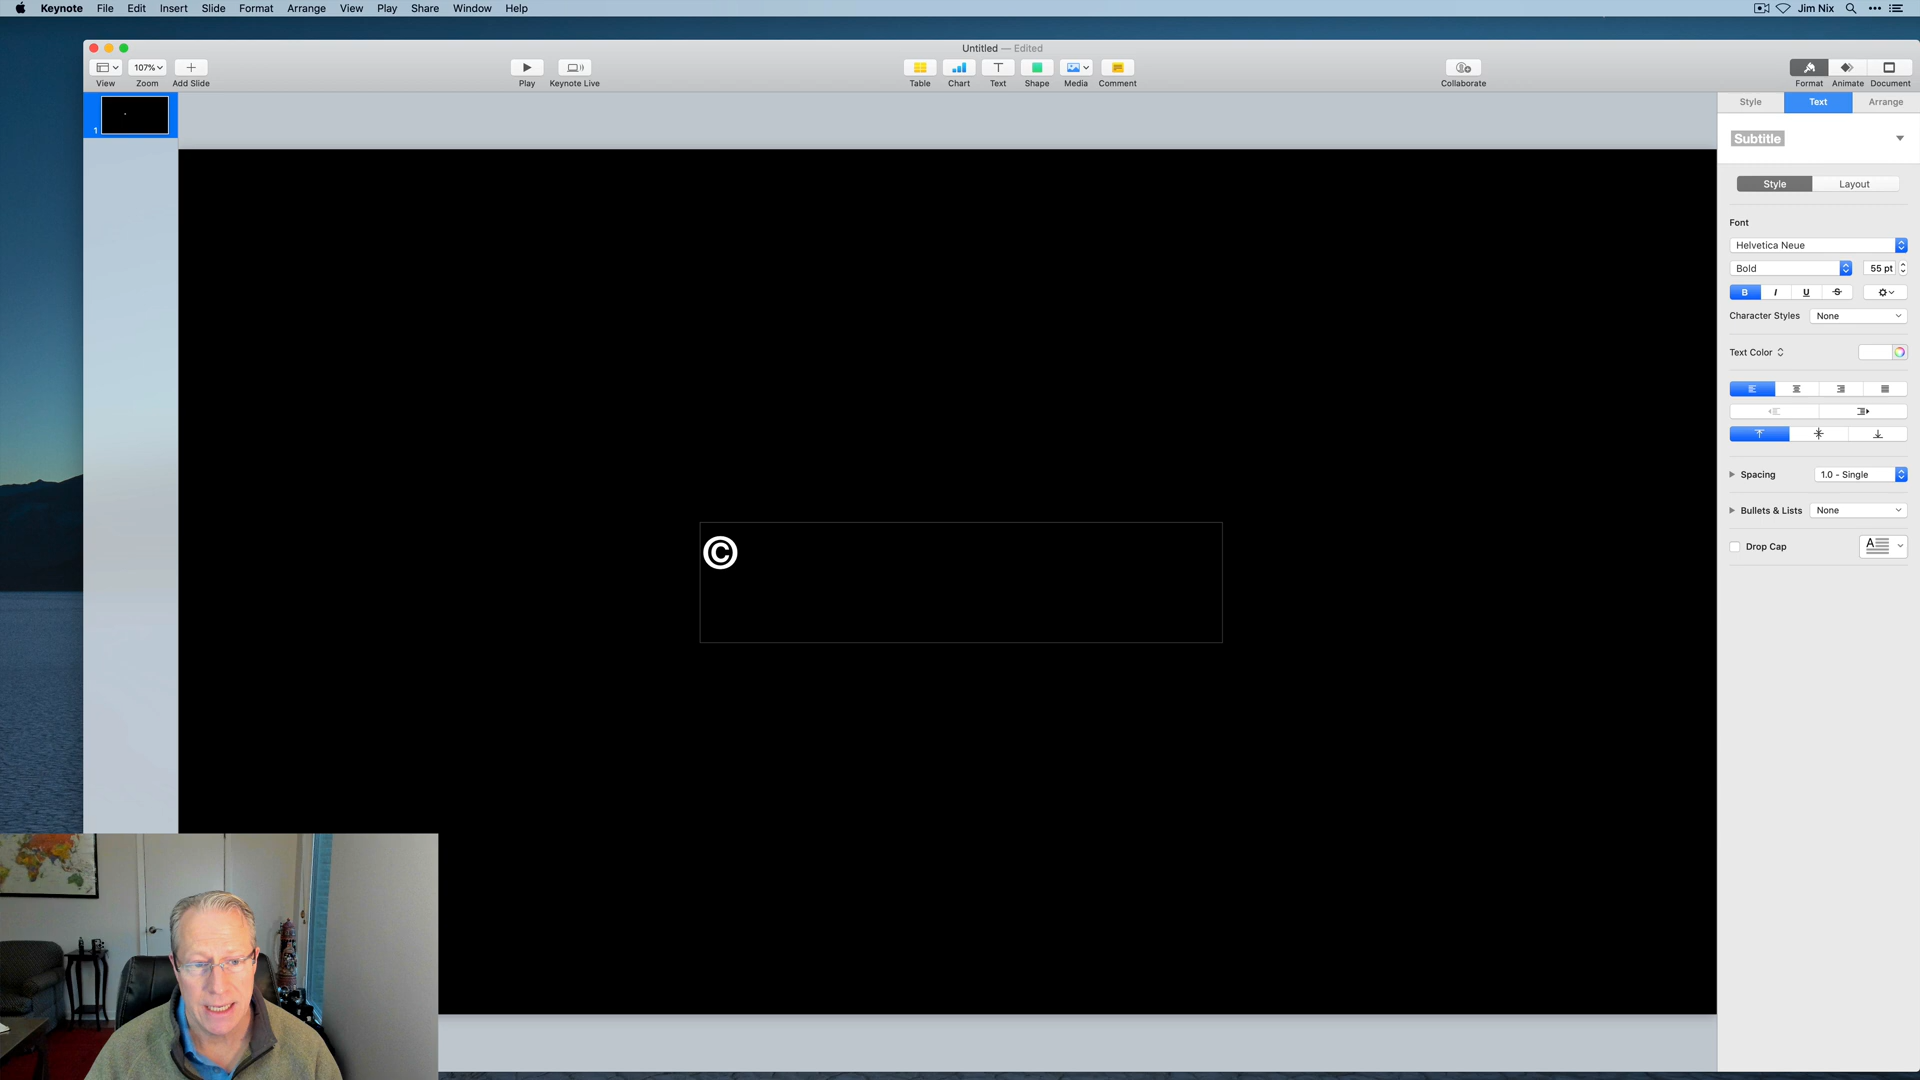 Keynote File Edit Insert Slide Format Arrange View Play Share Window Help
Jim Nix
Untitled — Edited
107%
View Zoom Add Slide
Play Keynote Live
Table Chart Text Shape Media Comment
Collaborate
Format Animate Document
Style Text Arrange
1
Subtitle
Style Layout
Font
Helvetica Neue
Bold 55 pt
B I U S
Character Styles None
Text Color
Spacing 1.0 - Single
Bullets & Lists None
Drop Cap A
©